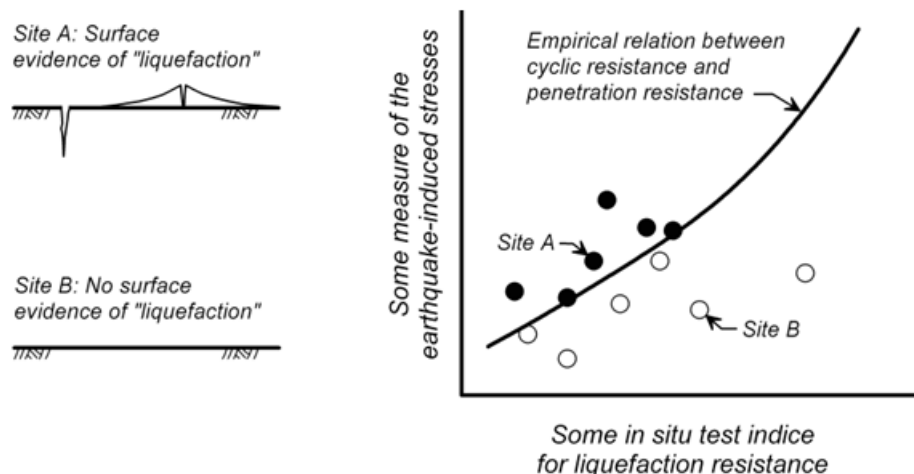 Site A: Surface
evidence of "liquefaction"
Site B: No surface
evidence of "liquefaction"
Some measure of the
earthquake-induced stresses
Empirical relation between
cyclic resistance and
penetration resistance
Site A
Site B
Some in situ test indice
for liquefaction resistance